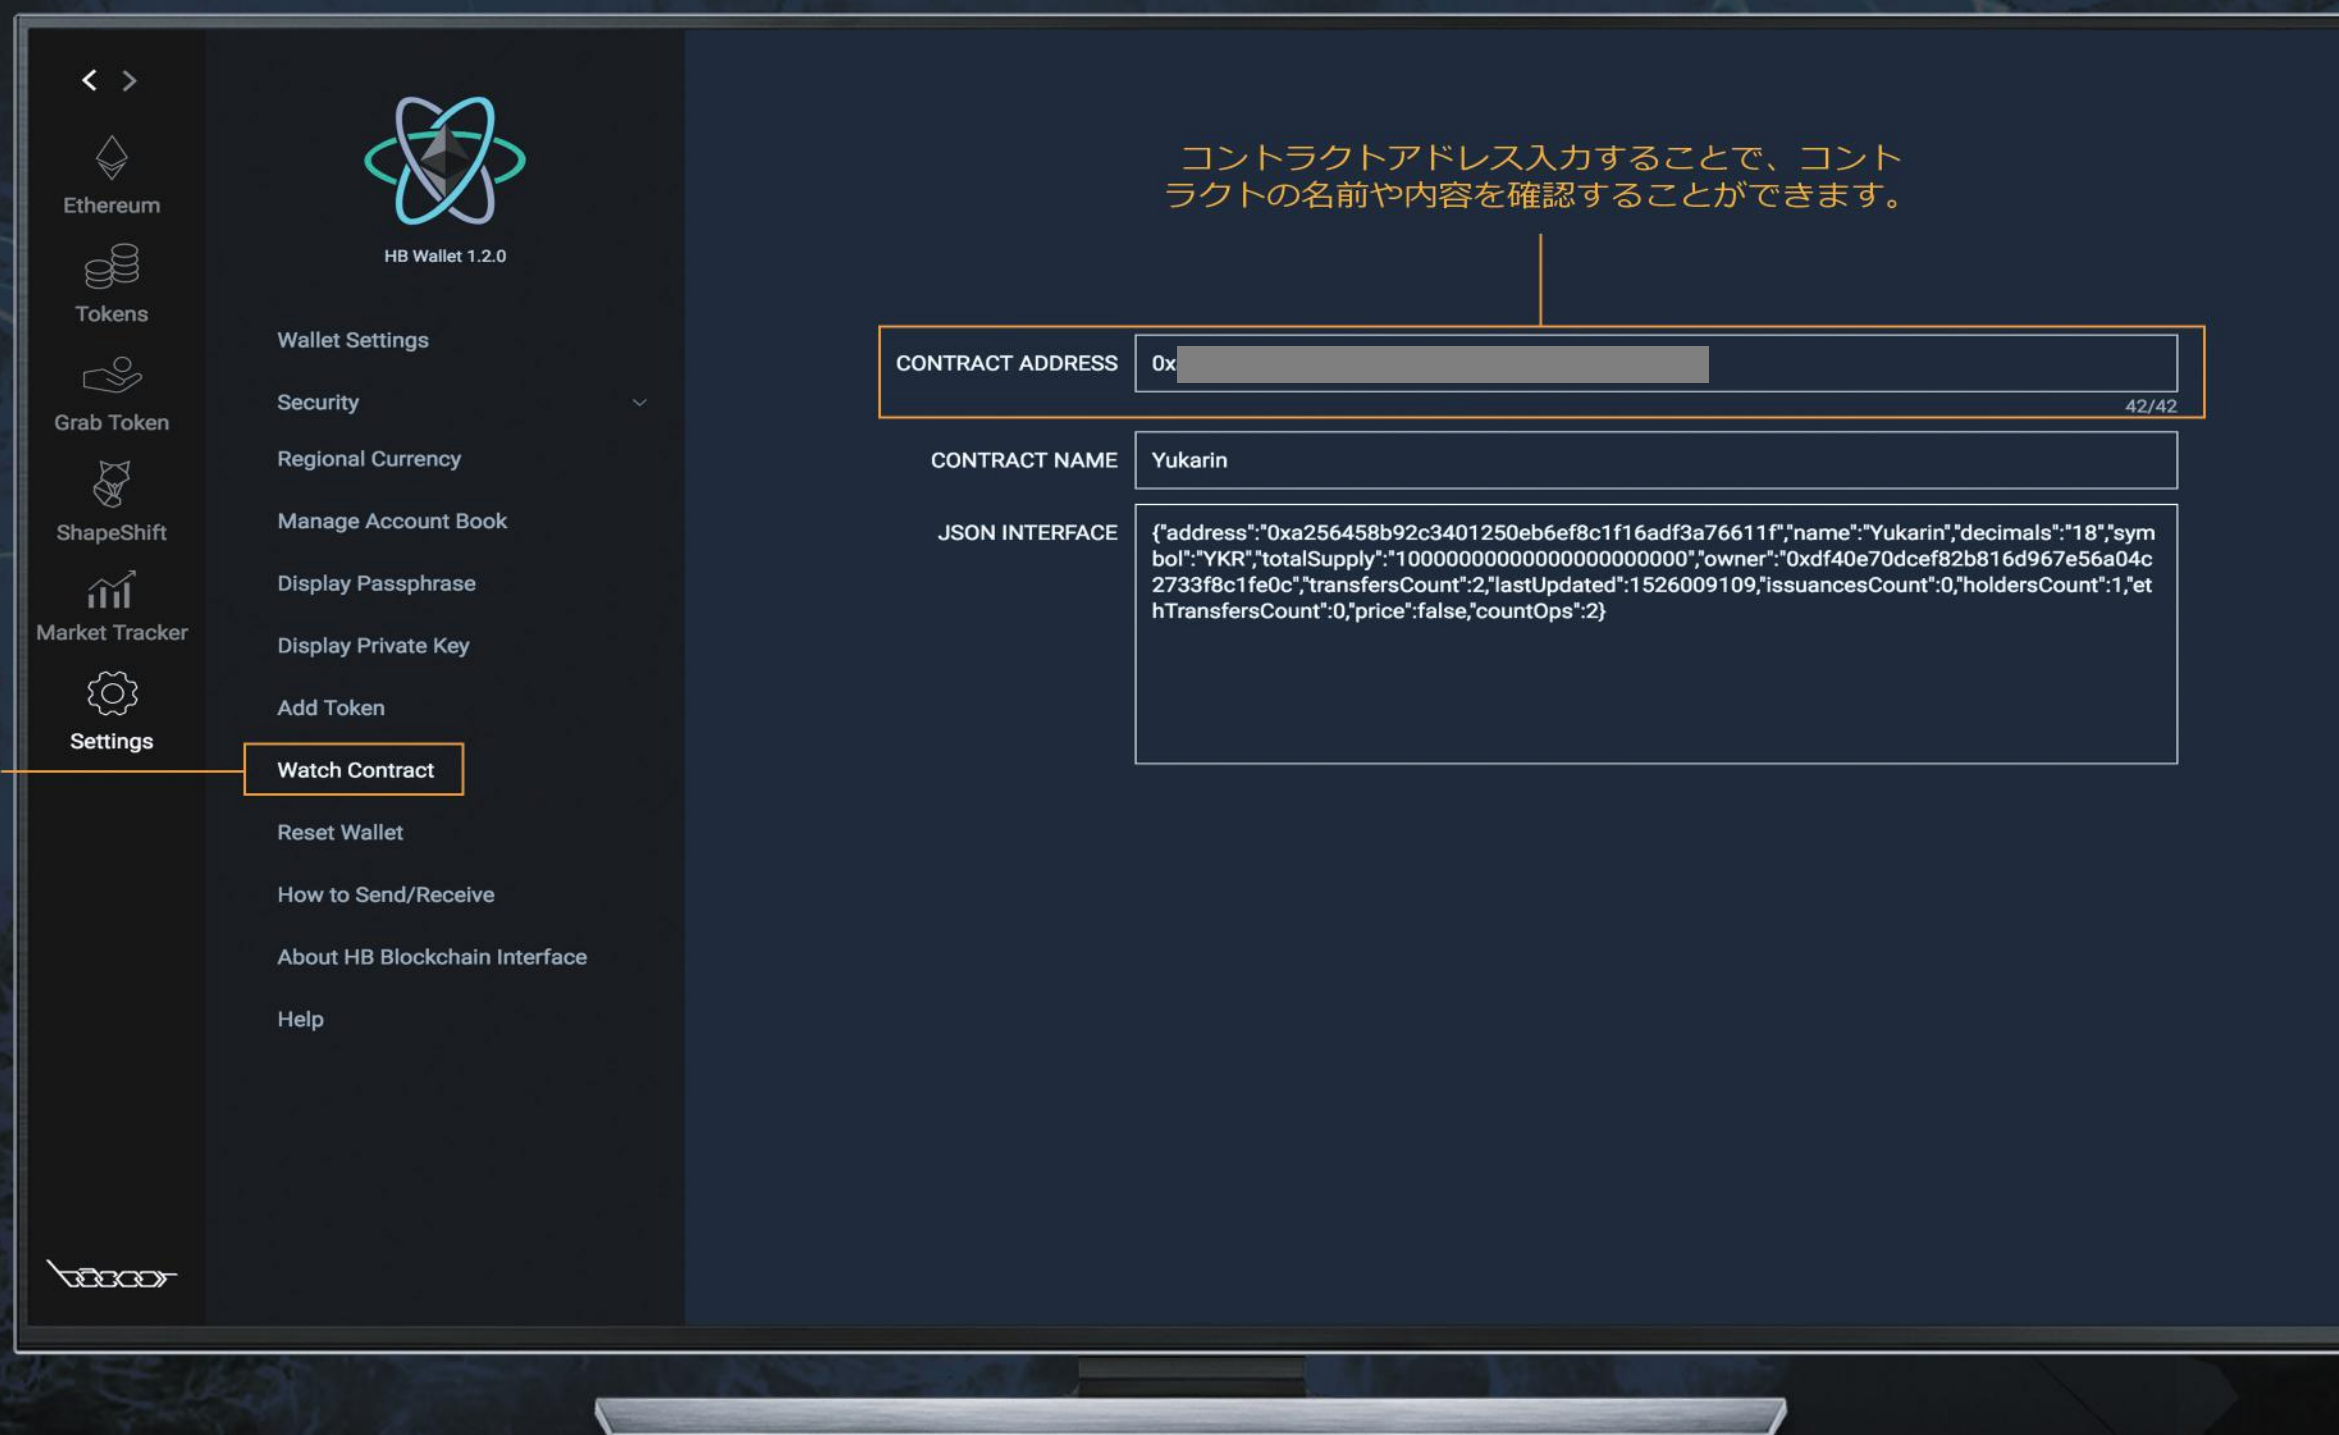 Ethereum
Tokens
Grab Token
ShapeShift
Market Tracker
Settings
HB Wallet 1.2.0
Wallet Settings
Security
Regional Currency
Manage Account Book
Display Passphrase
Display Private Key
Add Token
Watch Contract
Reset Wallet
How to Send/Receive
About HB Blockchain Interface
Help
コントラクトアドレス入力することで、コント
ラクトの名前や内容を確認することができます。
CONTRACT ADDRESS 0x
42/42
CONTRACT NAME Yukarin
JSON INTERFACE {"address":"0xa256458b92c3401250eb6ef8c1f16adf3a76611f","name":"Yukarin","decimals":"18","sym
bol":"YKR","totalSupply":"10000000000000000000000","owner":"0xdf40e70dcef82b816d967e56a04c
2733f8c1fe0c","transfersCount":2,"lastUpdated":1526009109,"issuancesCount":0,"holdersCount":1,"et
hTransfersCount":0,"price":false,"countOps":2}